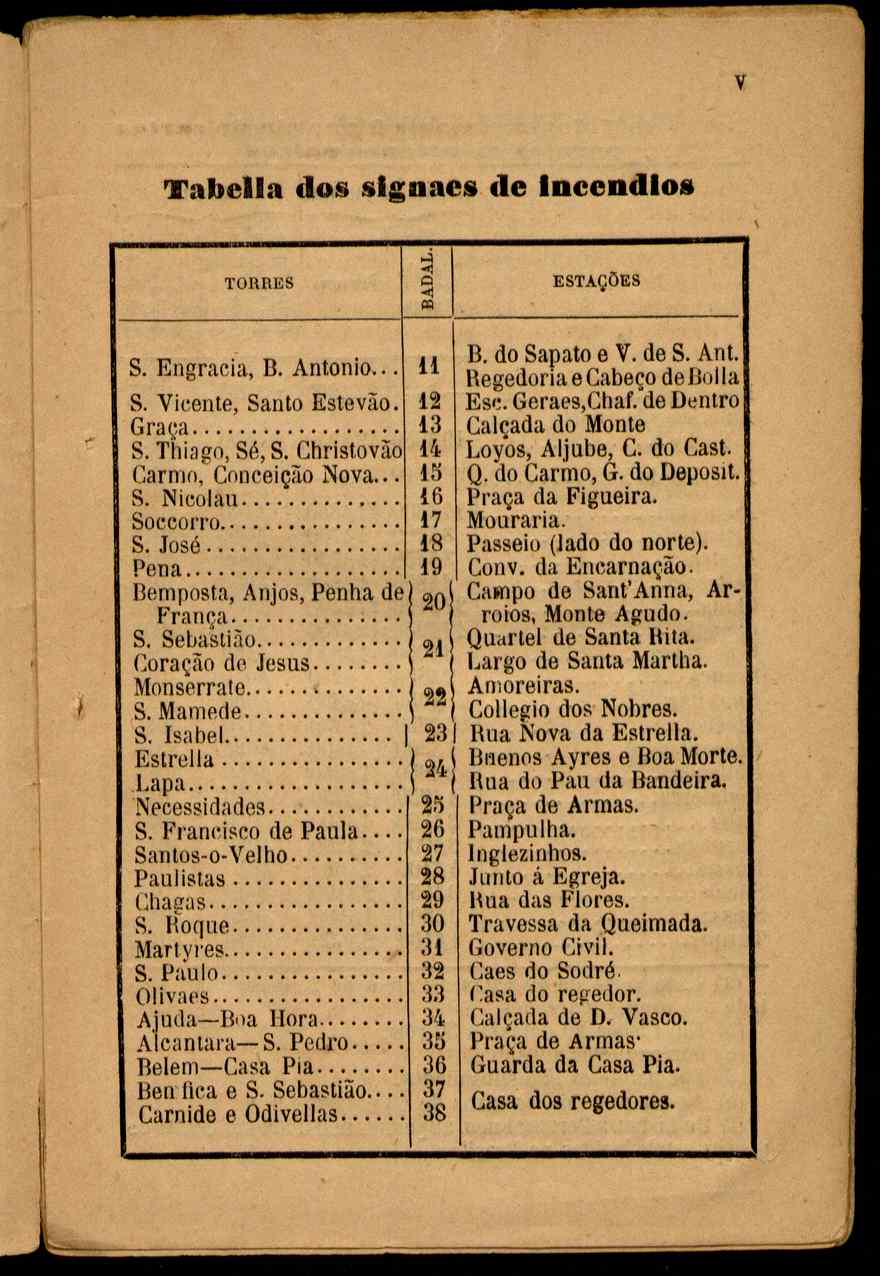 V
Tabella dos signaes de incendios
TORRES BADAL. ESTAÇÕES
S. Engracia, B. Antonio... 11 B. do Sapato e V. de S. Ant.
Regedoria e Cabeço de Bolla
S. Vicente, Santo Estevão. 12 Esc. Geraes, Chaf. de Dentro
Graça................. 13 Calçada do Monte
S. Thiago, Sé, S. Christovão 14 Loyos, Aljube, C. do Cast.
Carmo, Conceição Nova... 15 Q. do Carmo, G. do Deposit.
S. Nicolau.............. 16 Praça da Figueira.
Soccorro................ 17 Mouraria.
S. José................. 18 Passeio (lado do norte).
Pena................... 19 Conv. da Encarnação.
Bemposta, Anjos, Penha de 20 Campo de Sant'Anna, Ar-
França............... roios, Monte Agudo.
S. Sebastião............. 21 Quartel de Santa Rita.
Coração de Jesus........ Largo de Santa Martha.
Monserrate.............. 22 Amoreiras.
S. Mamede.............. Collegio dos Nobres.
S. Isabel............... 23 Rua Nova da Estrella.
Estrella................ 24 Buenos Ayres e Boa Morte.
Lapa................... Rua do Pau da Bandeira.
Necessidades............ 25 Praça de Armas.
S. Francisco de Paula.... 26 Pampulha.
Santos-o-Velho.......... 27 Inglezinhos.
Paulistas............... 28 Junto á Egreja.
Chagas................. 29 Rua das Flores.
S. Roque............... 30 Travessa da Queimada.
Martyres................ 31 Governo Civil.
S. Paulo................ 32 Caes do Sodré.
Olivaes................. 33 Casa do regedor.
Ajuda—Boa Hora........ 34 Calçada de D. Vasco.
Alcantara—S. Pedro..... 35 Praça de Armas.
Belem—Casa Pia........ 36 Guarda da Casa Pia.
Benfica e S. Sebastião.... 37 Casa dos regedores.
Carnide e Odivellas...... 38